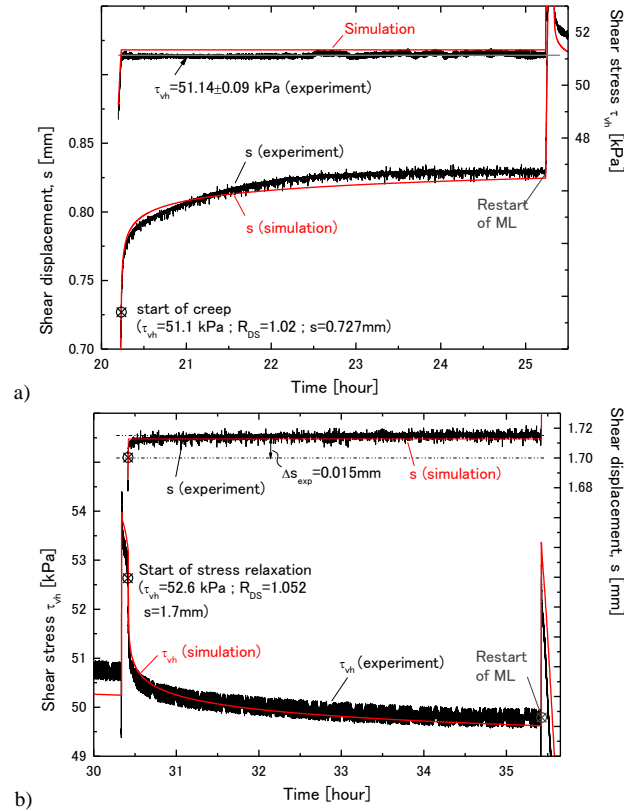 Simulation
τvh=51.14±0.09 kPa (experiment)
s (experiment)
s (simulation)
Restart
of ML
start of creep
(τvh=51.1 kPa ; RDS=1.02 ; s=0.727mm)
0.85
0.80
0.75
0.70
Shear displacement, s [mm]
52
50
48
46
Shear stress τvh [kPa]
20 21 22 23 24 25
Time [hour]
a)
s (experiment)
Δsexp=0.015mm
s (simulation)
Start of stress relaxation
(τvh=52.6 kPa ; RDS=1.052
s=1.7mm)
τvh (simulation)
τvh (experiment)
Restart
of ML
54
53
52
51
50
49
Shear stress τvh [kPa]
1.72
1.70
1.68
Shear displacement, s [mm]
30 31 32 33 34 35
Time [hour]
b)